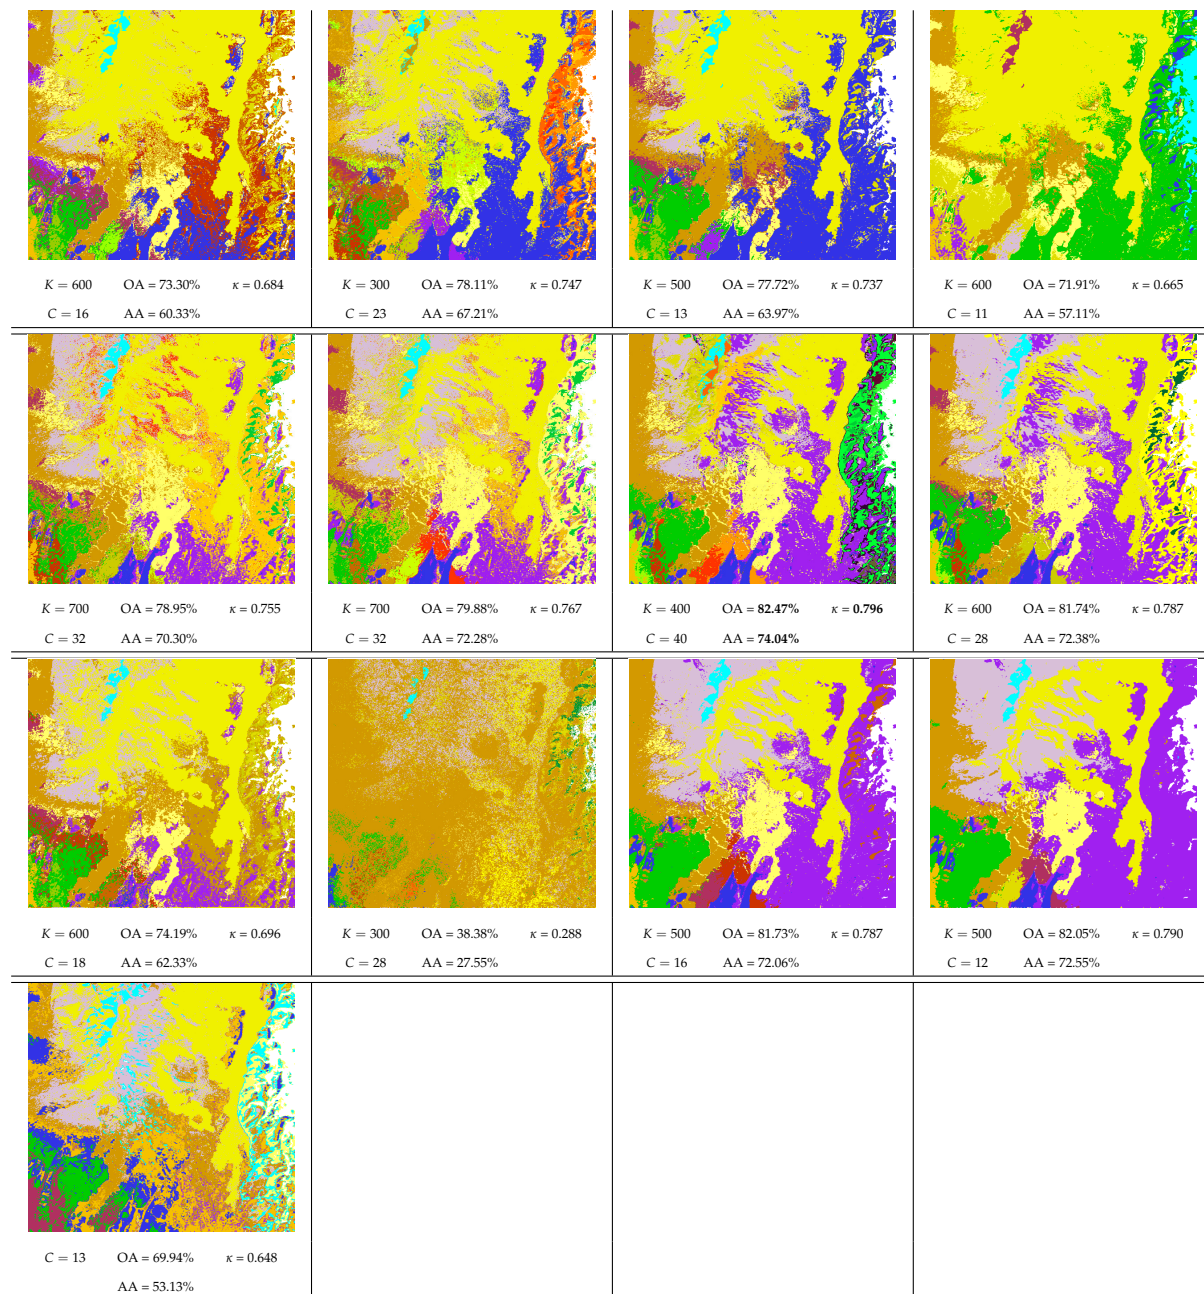 K = 600 OA = 73.30% κ = 0.684
C = 16 AA = 60.33%
K = 300 OA = 78.11% κ = 0.747
C = 23 AA = 67.21%
K = 500 OA = 77.72% κ = 0.737
C = 13 AA = 63.97%
K = 600 OA = 71.91% κ = 0.665
C = 11 AA = 57.11%
K = 700 OA = 78.95% κ = 0.755
C = 32 AA = 70.30%
K = 700 OA = 79.88% κ = 0.767
C = 32 AA = 72.28%
K = 400 OA = 82.47% κ = 0.796
C = 40 AA = 74.04%
K = 600 OA = 81.74% κ = 0.787
C = 28 AA = 72.38%
K = 600 OA = 74.19% κ = 0.696
C = 18 AA = 62.33%
K = 300 OA = 38.38% κ = 0.288
C = 28 AA = 27.55%
K = 500 OA = 81.73% κ = 0.787
C = 16 AA = 72.06%
K = 500 OA = 82.05% κ = 0.790
C = 12 AA = 72.55%
C = 13 OA = 69.94% κ = 0.648
AA = 53.13%